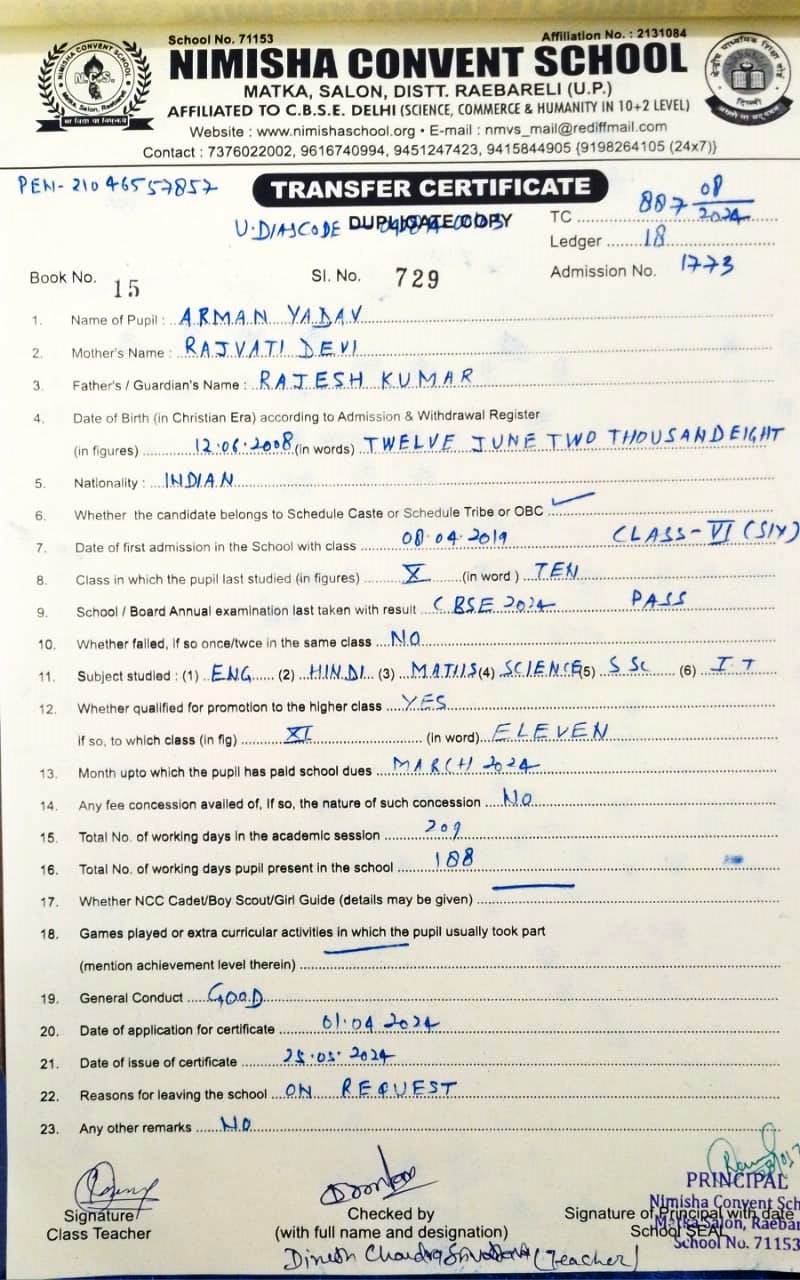 School No. 71153 Affiliation No. : 2131084
NIMISHA CONVENT SCHOOL
MATKA, SALON, DISTT. RAEBARELI (U.P.)
AFFILIATED TO C.B.S.E. DELHI (SCIENCE, COMMERCE & HUMANITY IN 10+2 LEVEL)
Website : www.nimishaschool.org • E-mail : nmvs_mail@rediffmail.com
Contact : 7376022002, 9616740994, 9451247423, 9415844905 {9198264105 (24x7)}
PEN- 21046557857 TRANSFER CERTIFICATE
U.DIASCODE DUPLICATE COPY TC 887 08/2024
Ledger 18
Book No. 15 Sl. No. 729 Admission No. 1773
1. Name of Pupil : ARMAN YADAV
2. Mother's Name : RAJVATI DEVI
3. Father's / Guardian's Name : RAJESH KUMAR
4. Date of Birth (in Christian Era) according to Admission & Withdrawal Register
(in figures) 12.06.2008 (in words) TWELVE JUNE TWO THOUSAND EIGHT
5. Nationality : INDIAN
6. Whether the candidate belongs to Schedule Caste or Schedule Tribe or OBC
7. Date of first admission in the School with class 08.04.2019 CLASS-VI (SIX)
8. Class in which the pupil last studied (in figures) X (in word ) TEN
9. School / Board Annual examination last taken with result CBSE 2024 PASS
10. Whether failed, if so once/twce in the same class NO
11. Subject studied : (1) ENG (2) HINDI (3) MATHS (4) SCIENCE (5) S Sc (6) I T
12. Whether qualified for promotion to the higher class YES
if so, to which class (in fig) XI (in word) ELEVEN
13. Month upto which the pupil has paid school dues MARCH 2024
14. Any fee concession availed of, If so, the nature of such concession NO
15. Total No. of working days in the academic session 209
16. Total No. of working days pupil present in the school 188
17. Whether NCC Cadet/Boy Scout/Girl Guide (details may be given)
18. Games played or extra curricular activities in which the pupil usually took part
(mention achievement level therein)
19. General Conduct GOOD
20. Date of application for certificate 01.04 2024
21. Date of issue of certificate 25.05.2024
22. Reasons for leaving the school ON REQUEST
23. Any other remarks NO
PRINCIPAL
Nimisha Convent Sch
Matka Salon, Raebar
School No. 71153
Signature Checked by Signature of Principal with date
Class Teacher (with full name and designation) School SEAL
Dinesh Chandra (Teacher)